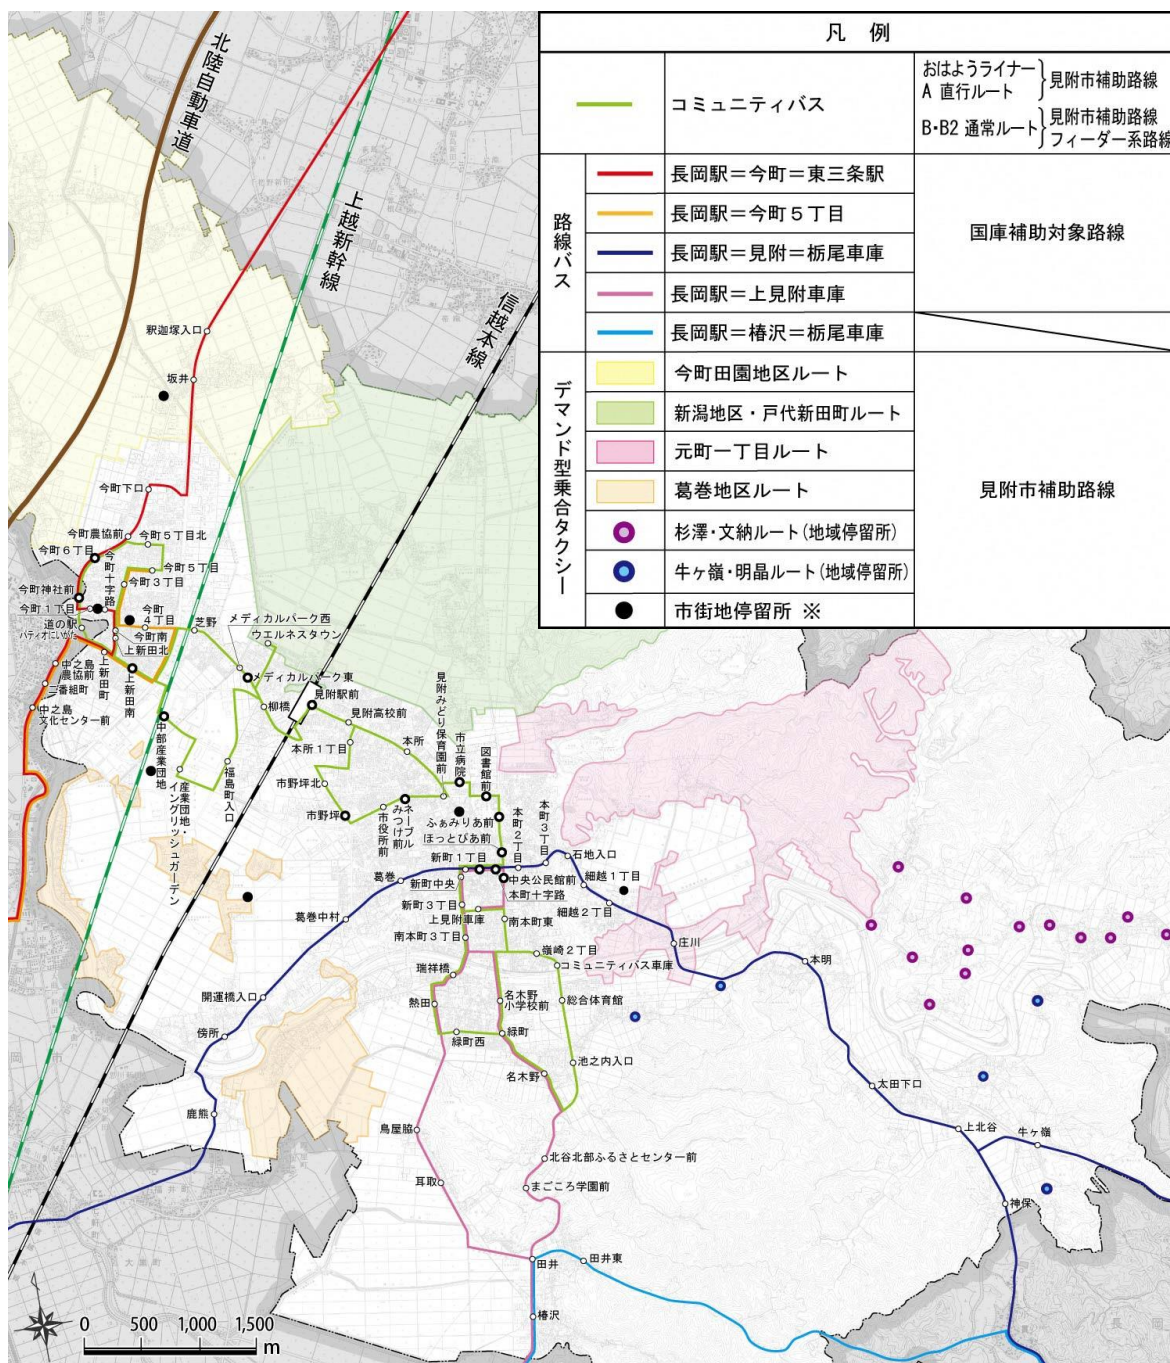 凡 例
コミュニティバス
おはようライナー
A 直行ルート
見附市補助路線
B・B2 通常ルート
見附市補助路線
フィーダー系路線
路線バス
長岡駅＝今町＝東三条駅
長岡駅＝今町５丁目
長岡駅＝見附＝栃尾車庫
長岡駅＝上見附車庫
長岡駅＝椿沢＝栃尾車庫
国庫補助対象路線
デマンド型乗合タクシー
今町田園地区ルート
新潟地区・戸代新田町ルート
元町一丁目ルート
葛巻地区ルート
杉澤・文納ルート(地域停留所)
牛ヶ嶺・明晶ルート(地域停留所)
市街地停留所 ※
見附市補助路線
北陸自動車道
上越新幹線
信越本線
釈迦塚入口
坂井
今町下口
今町農協前
今町５丁目北
今町６丁目
今町十字路
今町５丁目
今町３丁目
今町神社前
今町１丁目
今町
４丁目
道の駅
パティオにいがた
今町南
上新田北
芝野
メディカルパーク西
ウエルネスタウン
中之島
農協前
上新田町
上新田南
二番組町
中之島
文化センター前
メディカルパーク東
見附駅前
柳橋
見附高校前
中部産業団地
産業団地・
イングリッシュガーデン
福島町入口
本所１丁目
本所
見附みどり保育園前
市立病院
図書館前
市野坪北
市野坪
市役所前
ネーブル
みつけ前
ふぁみりあ前
ほっとぴあ前
本町２丁目
本町３丁目
石地入口
新町１丁目
葛巻
新町中央
中央公民館前
本町十字路
細越１丁目
細越２丁目
葛巻中村
新町３丁目
上見附車庫
南本町東
南本町３丁目
嶺崎２丁目
コミュニティバス車庫
庄川
本明
瑞祥橋
開運橋入口
熱田
名木野
小学校前
総合体育館
傍所
緑町西
緑町
池之内入口
名木野
太田下口
鹿熊
鳥屋脇
上北谷
牛ヶ嶺
北谷北部ふるさとセンター前
耳取
まごころ学園前
神保
田井
田井東
椿沢
0 500 1,000 1,500
m